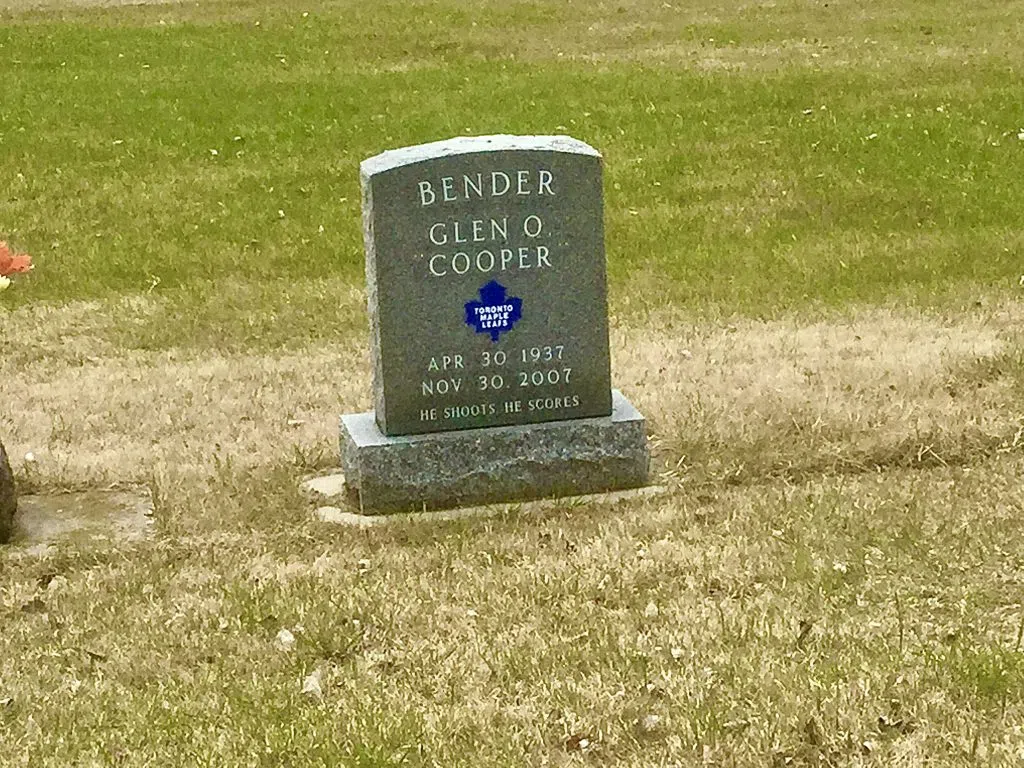 BENDER
GLEN O.
"COOPER"
TORONTO
MAPLE
LEAFS
APR 30 1937
NOV 30. 2007
HE SHOOTS, HE SCORES